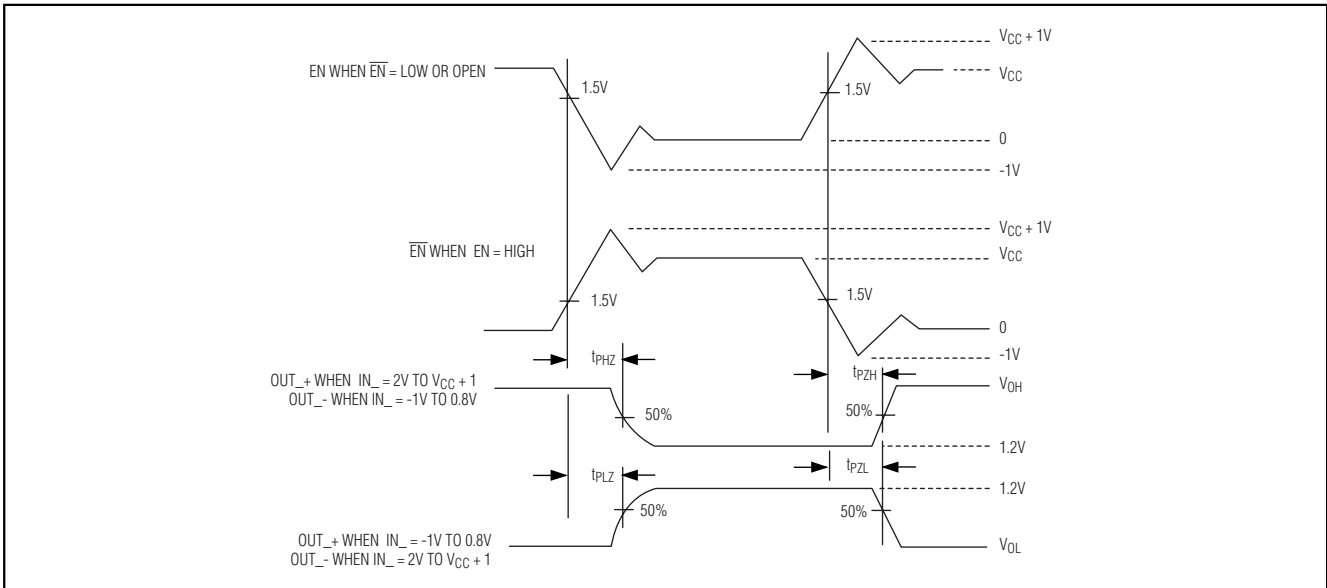 VCC + 1V
EN WHEN E̅N̅ = LOW OR OPEN
VCC
1.5V
1.5V
0
-1V
VCC + 1V
E̅N̅ WHEN EN = HIGH
VCC
1.5V
1.5V
0
-1V
tPHZ
tPZH
OUT_+ WHEN IN_ = 2V TO VCC + 1
OUT_- WHEN IN_ = -1V TO 0.8V
VOH
50%
50%
1.2V
tPLZ
tPZL
1.2V
50%
50%
OUT_+ WHEN IN_ = -1V TO 0.8V
OUT_- WHEN IN_ = 2V TO VCC + 1
VOL